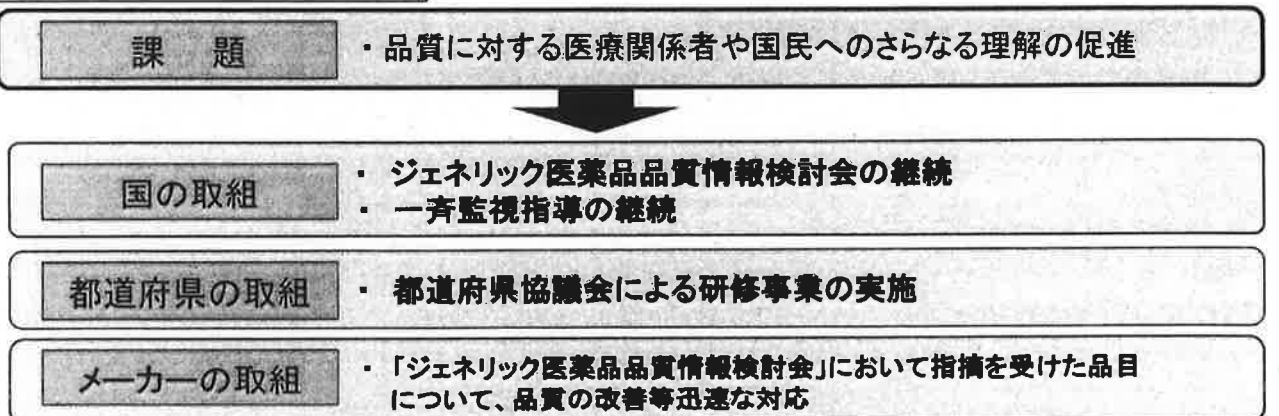 課 題
・品質に対する医療関係者や国民へのさらなる理解の促進
国の取組
・ ジェネリック医薬品品質情報検討会の継続
・ 一斉監視指導の継続
都道府県の取組
・ 都道府県協議会による研修事業の実施
メーカーの取組
・「ジェネリック医薬品品質情報検討会」において指摘を受けた品目
について、品質の改善等迅速な対応